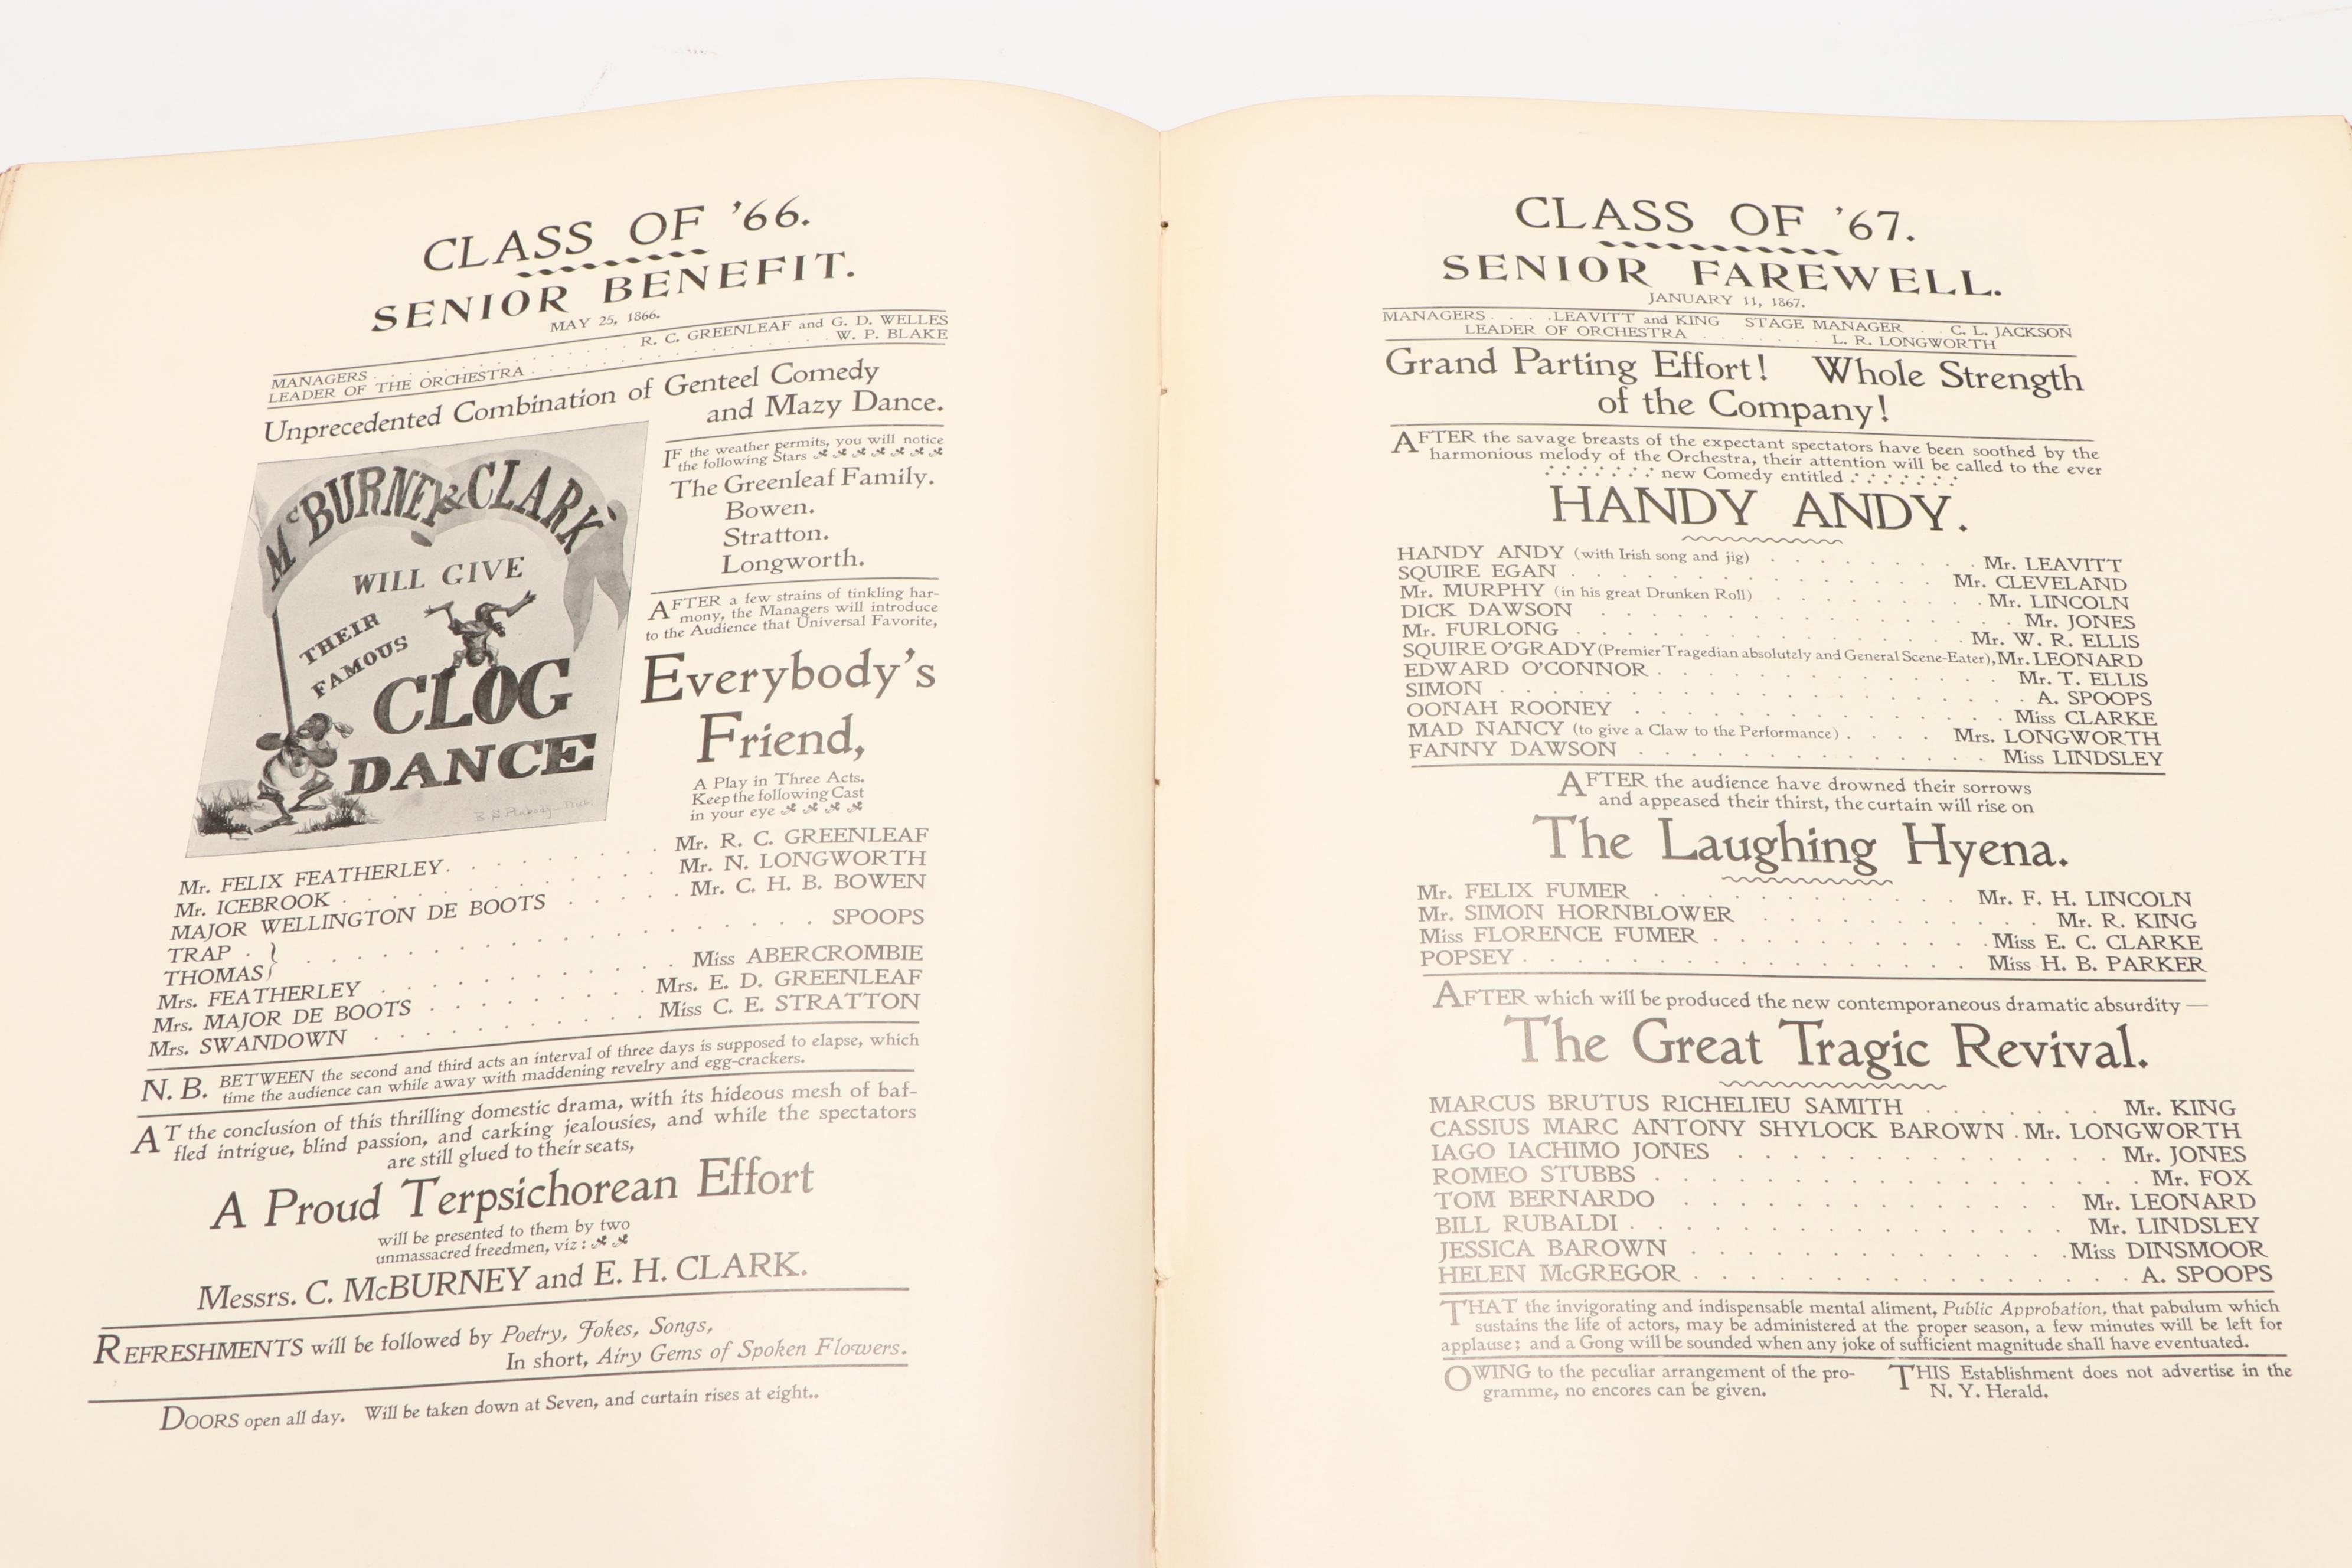 CLASS OF '66.
SENIOR BENEFIT.
MAY 25, 1866.
MANAGERS . . . . . . . . . . . . R. C. GREENLEAF and G. D. WELLES
LEADER OF THE ORCHESTRA . . . . . . . . . . . . W. P. BLAKE
Unprecedented Combination of Genteel Comedy
and Mazy Dance.
McBURNEY & CLARK
WILL GIVE
THEIR
FAMOUS
CLOG
DANCE
IF the weather permits, you will notice
the following Stars
The Greenleaf Family.
Bowen.
Stratton.
Longworth.
AFTER a few strains of tinkling har-
mony, the Managers will introduce
to the Audience that Universal Favorite,
Everybody's
Friend,
A Play in Three Acts.
Keep the following Cast
in your eye
Mr. FELIX FEATHERLEY . . . . . . . . Mr. R. C. GREENLEAF
Mr. ICEBROOK . . . . . . . . . . . Mr. N. LONGWORTH
MAJOR WELLINGTON DE BOOTS . . . . . Mr. C. H. B. BOWEN
TRAP . }
THOMAS } . . . . . . . . . . . . . . . SPOOPS
Mrs. FEATHERLEY . . . . . . . . . Miss ABERCROMBIE
Mrs. MAJOR DE BOOTS . . . . . . . Mrs. E. D. GREENLEAF
Mrs. SWANDOWN . . . . . . . . . . Miss C. E. STRATTON
N. B. BETWEEN the second and third acts an interval of three days is supposed to elapse, which
time the audience can while away with maddening revelry and egg-crackers.
AT the conclusion of this thrilling domestic drama, with its hideous mesh of baf-
fled intrigue, blind passion, and carking jealousies, and while the spectators
are still glued to their seats,
A Proud Terpsichorean Effort
will be presented to them by two
unmassacred freedmen, viz :
Messrs. C. McBURNEY and E. H. CLARK.
REFRESHMENTS will be followed by Poetry, Jokes, Songs,
In short, Airy Gems of Spoken Flowers.
DOORS open all day. Will be taken down at Seven, and curtain rises at eight..
CLASS OF '67.
SENIOR FAREWELL.
JANUARY 11, 1867.
MANAGERS . . . . LEAVITT and KING STAGE MANAGER . . C. L. JACKSON
LEADER OF ORCHESTRA . . . . . . . L. R. LONGWORTH
Grand Parting Effort! Whole Strength
of the Company!
AFTER the savage breasts of the expectant spectators have been soothed by the
harmonious melody of the Orchestra, their attention will be called to the ever
new Comedy entitled
HANDY ANDY.
HANDY ANDY (with Irish song and jig) . . . . . . . . Mr. LEAVITT
SQUIRE EGAN . . . . . . . . . . . . . . Mr. CLEVELAND
Mr. MURPHY (in his great Drunken Roll) . . . . . . . . Mr. LINCOLN
DICK DAWSON . . . . . . . . . . . . . . Mr. JONES
Mr. FURLONG . . . . . . . . . . . . . . Mr. W. R. ELLIS
SQUIRE O'GRADY (Premier Tragedian absolutely and General Scene-Eater), Mr. LEONARD
EDWARD O'CONNOR . . . . . . . . . . . . Mr. T. ELLIS
SIMON . . . . . . . . . . . . . . . . A. SPOOPS
OONAH ROONEY . . . . . . . . . . . . . Miss CLARKE
MAD NANCY (to give a Claw to the Performance) . . . . Mrs. LONGWORTH
FANNY DAWSON . . . . . . . . . . . . . Miss LINDSLEY
AFTER the audience have drowned their sorrows
and appeased their thirst, the curtain will rise on
The Laughing Hyena.
Mr. FELIX FUMER . . . . . . . . . . Mr. F. H. LINCOLN
Mr. SIMON HORNBLOWER . . . . . . . . . Mr. R. KING
Miss FLORENCE FUMER . . . . . . . . . Miss E. C. CLARKE
POPSEY . . . . . . . . . . . . . . Miss H. B. PARKER
AFTER which will be produced the new contemporaneous dramatic absurdity —
The Great Tragic Revival.
MARCUS BRUTUS RICHELIEU SAMITH . . . . . . . Mr. KING
CASSIUS MARC ANTONY SHYLOCK BAROWN . Mr. LONGWORTH
IAGO IACHIMO JONES . . . . . . . . . . . Mr. JONES
ROMEO STUBBS . . . . . . . . . . . . . . Mr. FOX
TOM BERNARDO . . . . . . . . . . . . Mr. LEONARD
BILL RUBALDI . . . . . . . . . . . . Mr. LINDSLEY
JESSICA BAROWN . . . . . . . . . . . Miss DINSMOOR
HELEN McGREGOR . . . . . . . . . . . . A. SPOOPS
THAT the invigorating and indispensable mental aliment, Public Approbation, that pabulum which
sustains the life of actors, may be administered at the proper season, a few minutes will be left for
applause; and a Gong will be sounded when any joke of sufficient magnitude shall have eventuated.
OWING to the peculiar arrangement of the pro-
gramme, no encores can be given.
THIS Establishment does not advertise in the
N. Y. Herald.